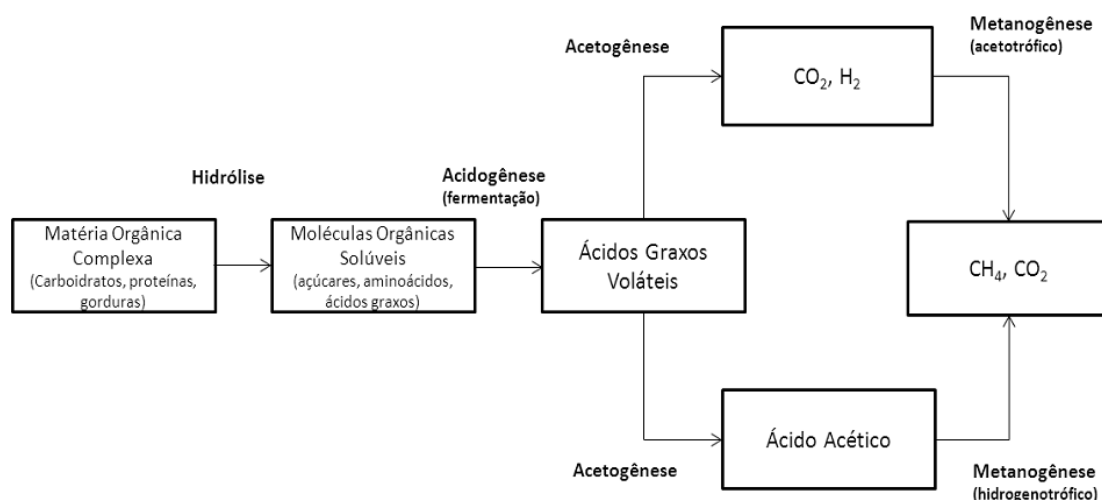 Metanogênese
(acetotrófico)
Acetogênese
CO₂, H₂
Hidrólise
Acidogênese
(fermentação)
Matéria Orgânica
Complexa
(Carboidratos, proteínas,
gorduras)
Moléculas Orgânicas
Solúveis
(açúcares, aminoácidos,
ácidos graxos)
Ácidos Graxos
Voláteis
CH₄, CO₂
Ácido Acético
Acetogênese
Metanogênese
(hidrogenotrófico)